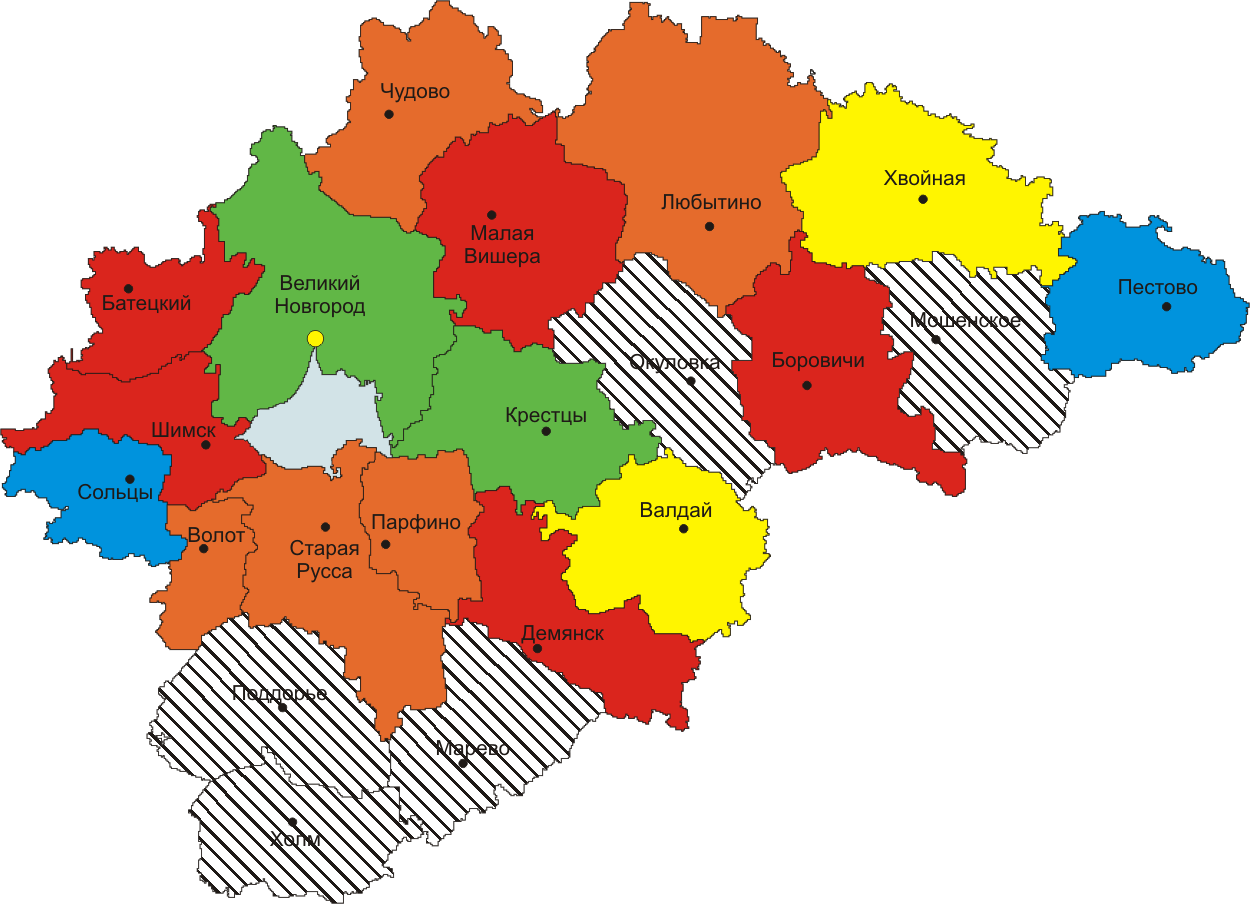 Чудово
Хвойная
Любытино
Малая
Вишера
Великий
Новгород
Батецкий
Пестово
Мошенское
Окуловка
Боровичи
Крестцы
Шимск
Сольцы
Валдай
Парфино
Волот
Старая
Русса
Демянск
Поддорье
Марево
Холм